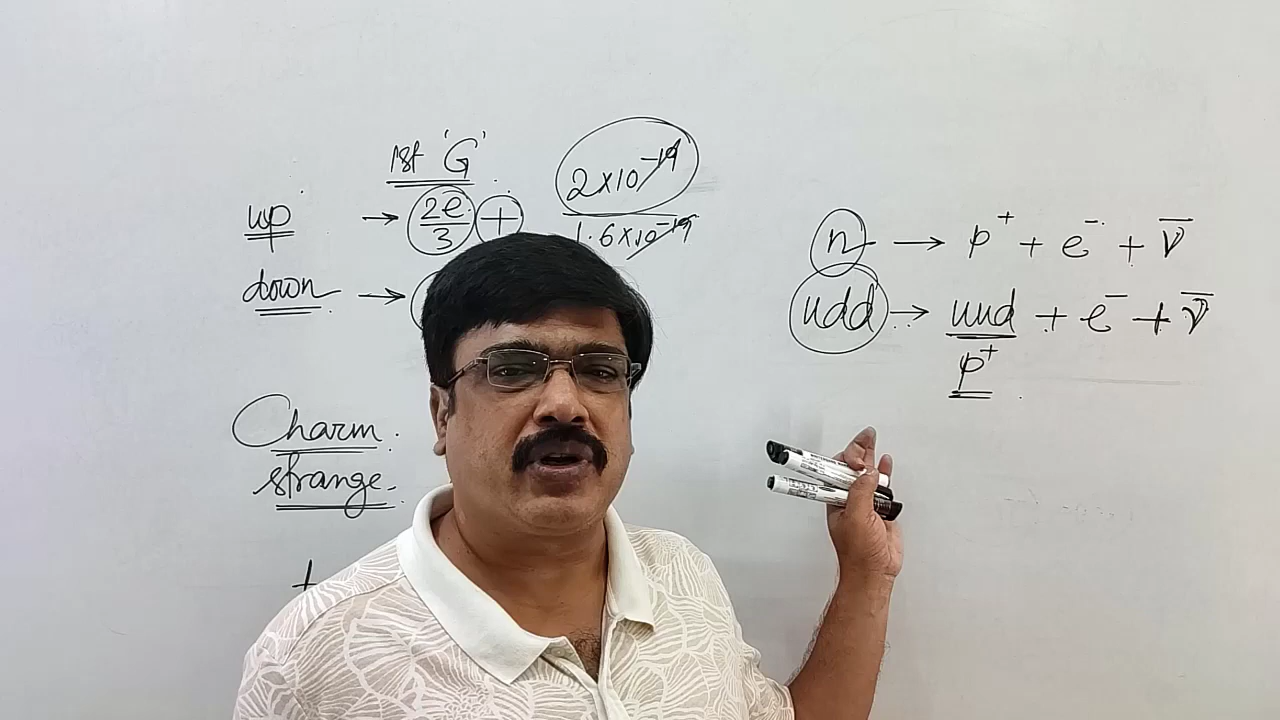 1st 'G'
up → 2e/3 +
2×10⁻¹⁹
1.6×10⁻¹⁹
down →
Charm.
strange.
+
n → p⁺ + e⁻ + ν̅
udd → uud + e⁻ + ν̅
p⁺